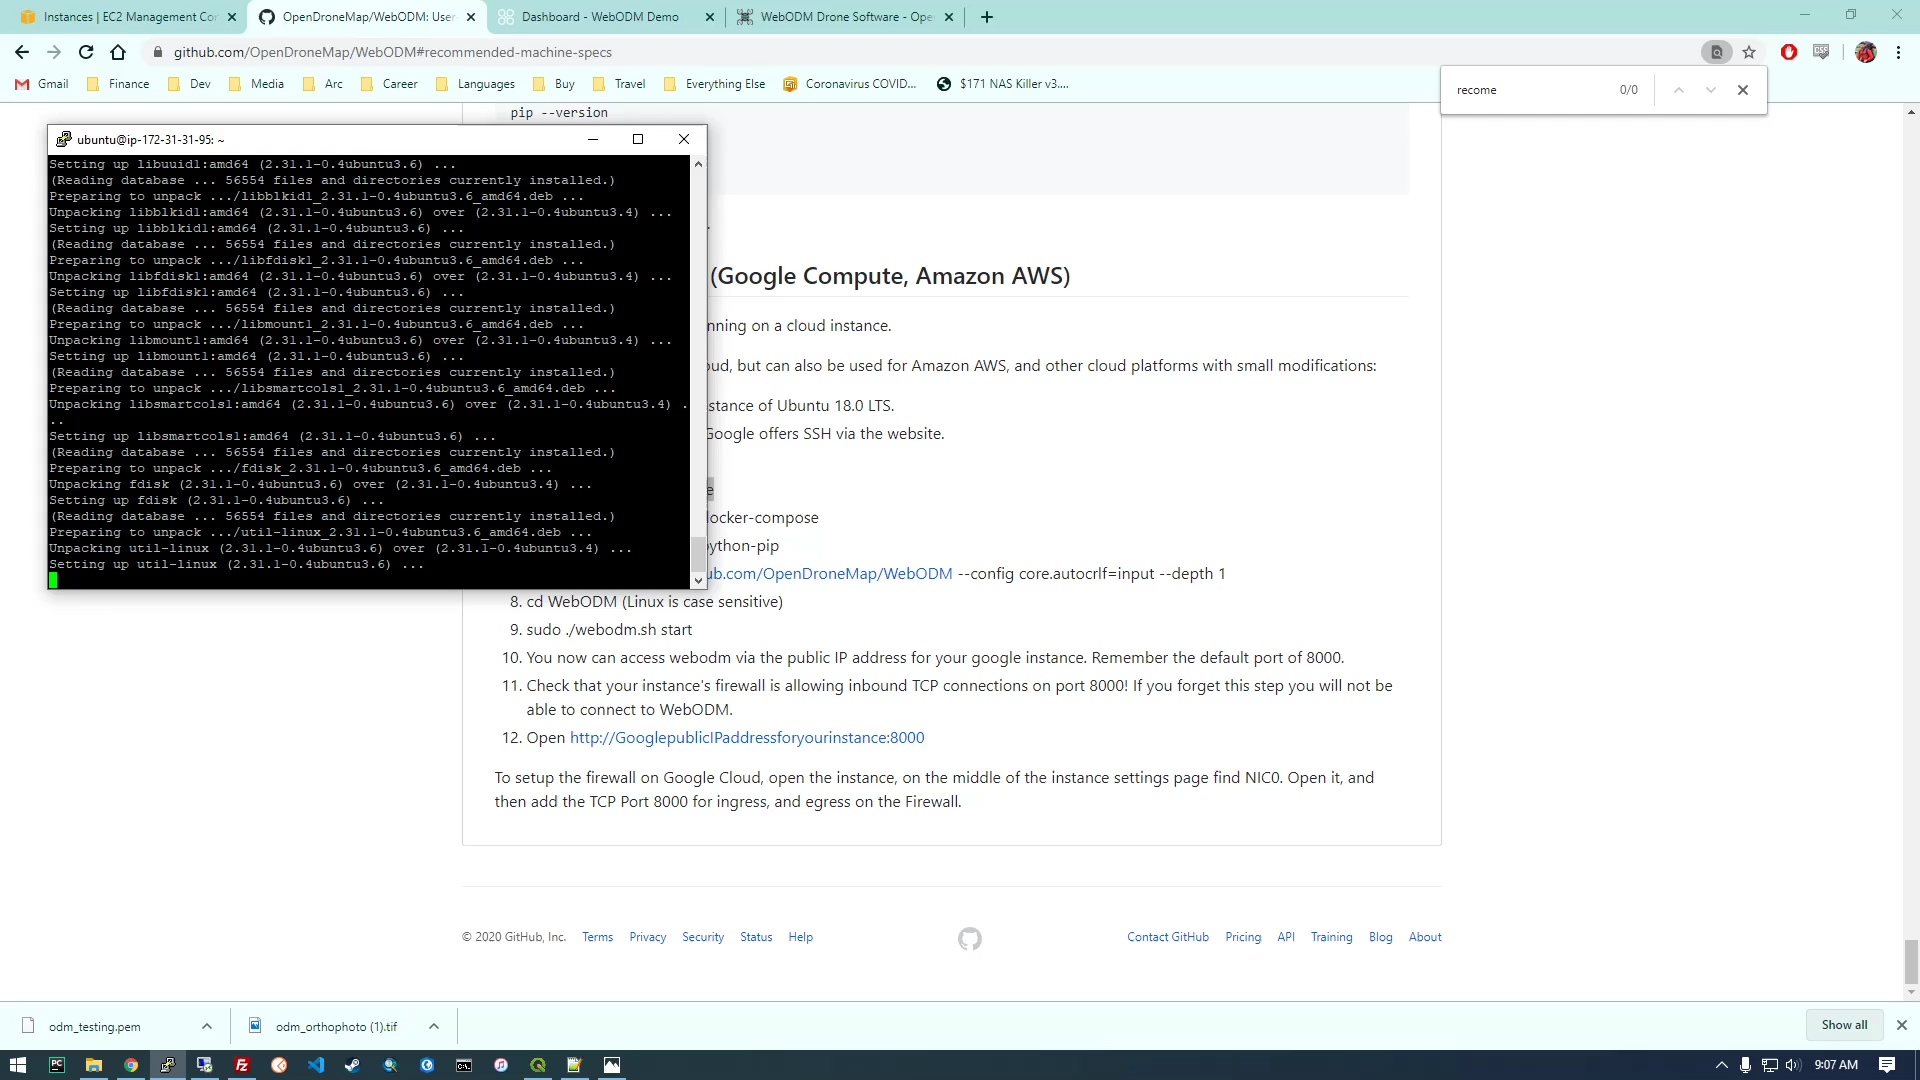 Instances | EC2 Management Con
OpenDroneMap/WebODM: User
Dashboard - WebODM Demo
WebODM Drone Software - Ope
github.com/OpenDroneMap/WebODM#recommended-machine-specs
Gmail
Finance
Dev
Media
Arc
Career
Languages
Buy
Travel
Everything Else
Coronavirus COVID...
$171 NAS Killer v3....
recome
0/0
pip --version
ubuntu@ip-172-31-31-95: ~
Setting up libuuid1:amd64 (2.31.1-0.4ubuntu3.6) ...
(Reading database ... 56554 files and directories currently installed.)
Preparing to unpack .../libblkid1_2.31.1-0.4ubuntu3.6_amd64.deb ...
Unpacking libblkid1:amd64 (2.31.1-0.4ubuntu3.6) over (2.31.1-0.4ubuntu3.4) ...
Setting up libblkid1:amd64 (2.31.1-0.4ubuntu3.6) ...
(Reading database ... 56554 files and directories currently installed.)
Preparing to unpack .../libfdisk1_2.31.1-0.4ubuntu3.6_amd64.deb ...
Unpacking libfdisk1:amd64 (2.31.1-0.4ubuntu3.6) over (2.31.1-0.4ubuntu3.4) ...
Setting up libfdisk1:amd64 (2.31.1-0.4ubuntu3.6) ...
(Reading database ... 56554 files and directories currently installed.)
Preparing to unpack .../libmount1_2.31.1-0.4ubuntu3.6_amd64.deb ...
Unpacking libmount1:amd64 (2.31.1-0.4ubuntu3.6) over (2.31.1-0.4ubuntu3.4) ...
Setting up libmount1:amd64 (2.31.1-0.4ubuntu3.6) ...
(Reading database ... 56554 files and directories currently installed.)
Preparing to unpack .../libsmartcols1_2.31.1-0.4ubuntu3.6_amd64.deb ...
Unpacking libsmartcols1:amd64 (2.31.1-0.4ubuntu3.6) over (2.31.1-0.4ubuntu3.4) .
..
Setting up libsmartcols1:amd64 (2.31.1-0.4ubuntu3.6) ...
(Reading database ... 56554 files and directories currently installed.)
Preparing to unpack .../fdisk_2.31.1-0.4ubuntu3.6_amd64.deb ...
Unpacking fdisk (2.31.1-0.4ubuntu3.6) over (2.31.1-0.4ubuntu3.4) ...
Setting up fdisk (2.31.1-0.4ubuntu3.6) ...
(Reading database ... 56554 files and directories currently installed.)
Preparing to unpack .../util-linux_2.31.1-0.4ubuntu3.6_amd64.deb ...
Unpacking util-linux (2.31.1-0.4ubuntu3.6) over (2.31.1-0.4ubuntu3.4) ...
Setting up util-linux (2.31.1-0.4ubuntu3.6) ...
.
(Google Compute, Amazon AWS)
nning on a cloud instance.
oud, but can also be used for Amazon AWS, and other cloud platforms with small modifications:
stance of Ubuntu 18.0 LTS.
Google offers SSH via the website.
e
docker-compose
python-pip
ub.com/OpenDroneMap/WebODM --config core.autocrlf=input --depth 1
8. cd WebODM (Linux is case sensitive)
9. sudo ./webodm.sh start
10. You now can access webodm via the public IP address for your google instance. Remember the default port of 8000.
11. Check that your instance's firewall is allowing inbound TCP connections on port 8000! If you forget this step you will not be
able to connect to WebODM.
12. Open http://GooglepublicIPaddressforyourinstance:8000
To setup the firewall on Google Cloud, open the instance, on the middle of the instance settings page find NIC0. Open it, and
then add the TCP Port 8000 for ingress, and egress on the Firewall.
© 2020 GitHub, Inc.
Terms
Privacy
Security
Status
Help
Contact GitHub
Pricing
API
Training
Blog
About
odm_testing.pem
odm_orthophoto (1).tif
Show all
9:07 AM